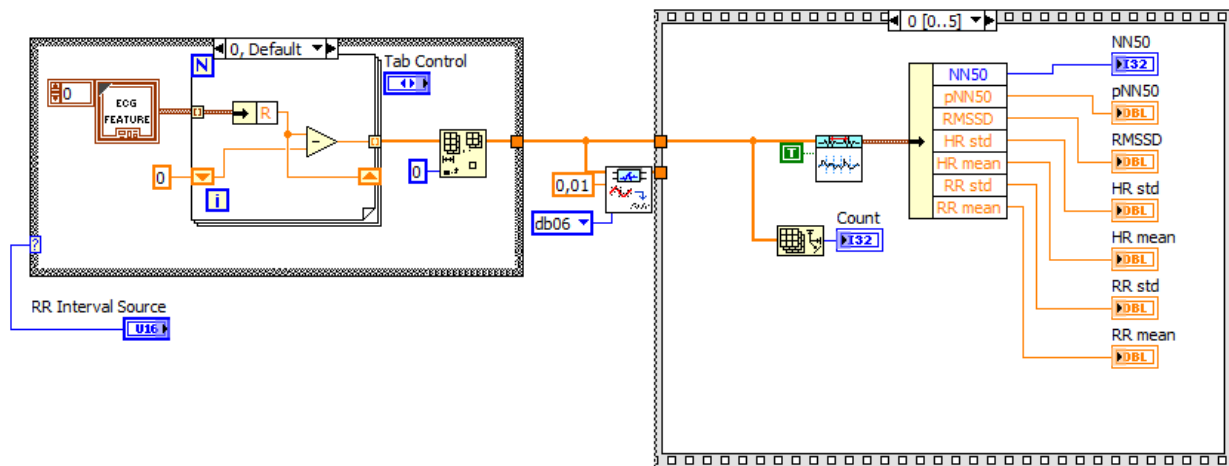 0, Default
N
Tab Control
0
ECG
FEATURE
R
0
i
0
?
RR Interval Source
U16
0,01
db06
0 [0..5]
T
Count
I32
NN50
pNN50
RMSSD
HR std
HR mean
RR std
RR mean
NN50
I32
pNN50
DBL
RMSSD
DBL
HR std
DBL
HR mean
DBL
RR std
DBL
RR mean
DBL